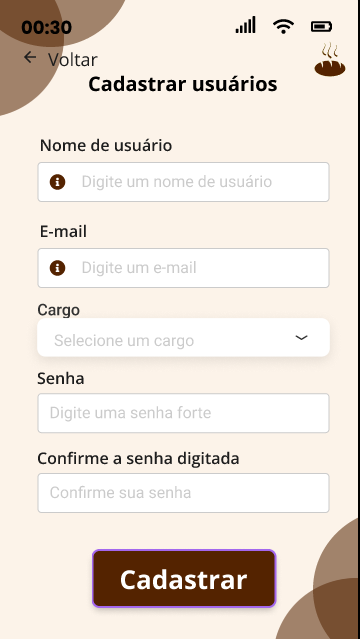 00:30
Voltar
Cadastrar usuários
Nome de usuário
Digite um nome de usuário
E-mail
Digite um e-mail
Cargo
Selecione um cargo
Senha
Digite uma senha forte
Confirme a senha digitada
Confirme sua senha
Cadastrar